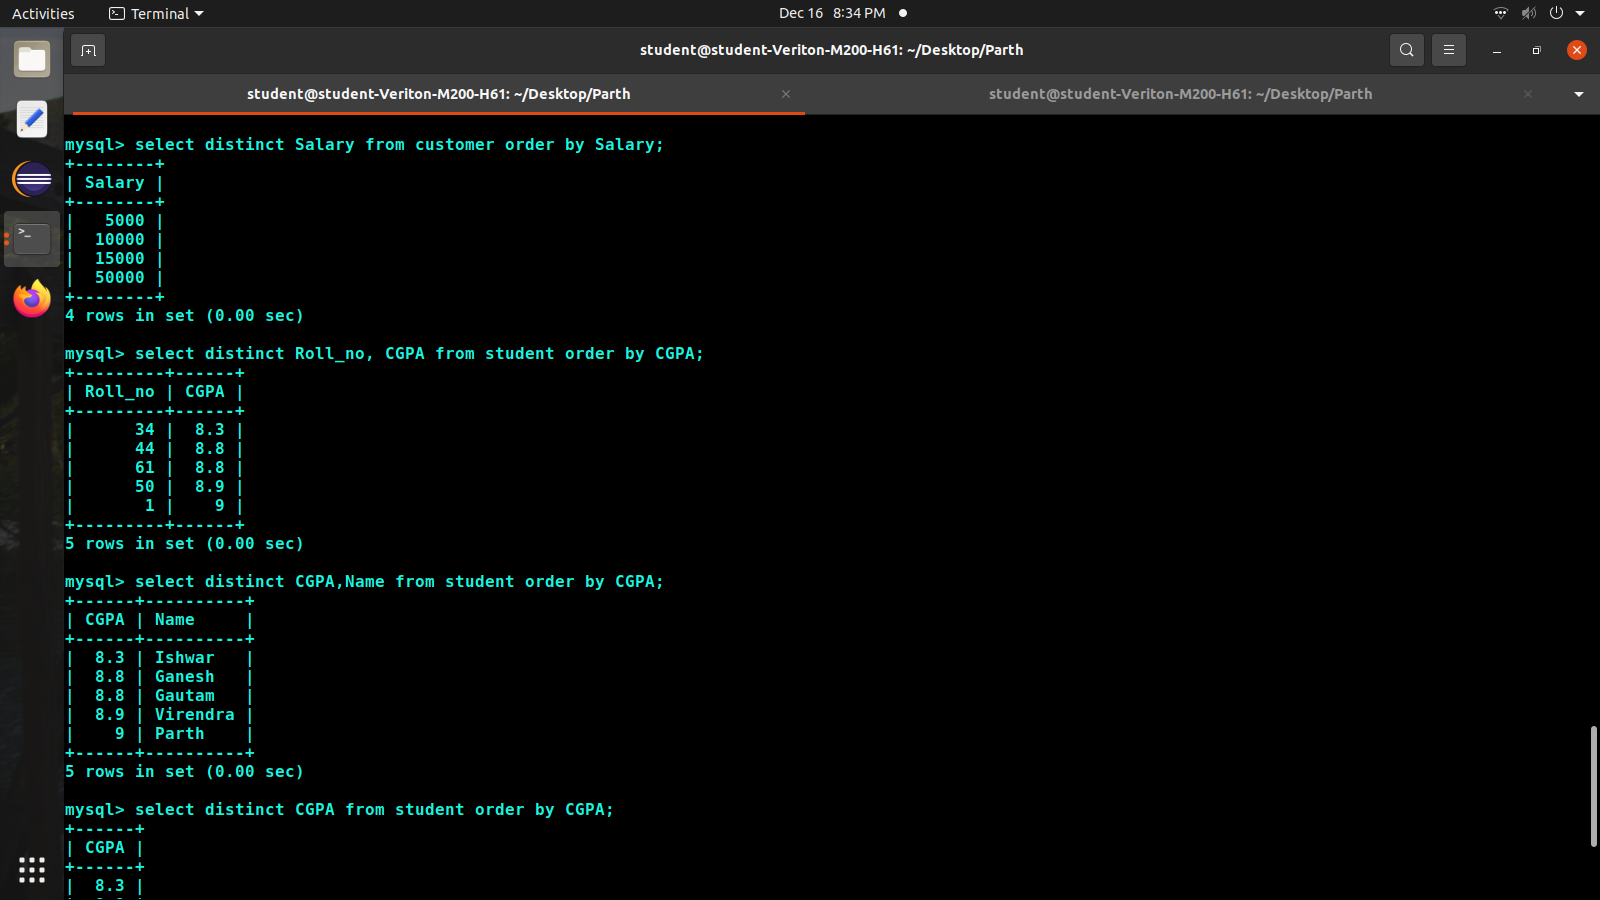 Activities Terminal Dec 16 8:34 PM
student@student-Veriton-M200-H61: ~/Desktop/Parth
student@student-Veriton-M200-H61: ~/Desktop/Parth student@student-Veriton-M200-H61: ~/Desktop/Parth
mysql> select distinct Salary from customer order by Salary;
+--------+
| Salary |
+--------+
|   5000 |
|  10000 |
|  15000 |
|  50000 |
+--------+
4 rows in set (0.00 sec)
mysql> select distinct Roll_no, CGPA from student order by CGPA;
+---------+------+
| Roll_no | CGPA |
+---------+------+
|      34 |  8.3 |
|      44 |  8.8 |
|      61 |  8.8 |
|      50 |  8.9 |
|       1 |    9 |
+---------+------+
5 rows in set (0.00 sec)
mysql> select distinct CGPA,Name from student order by CGPA;
+------+----------+
| CGPA | Name     |
+------+----------+
|  8.3 | Ishwar   |
|  8.8 | Ganesh   |
|  8.8 | Gautam   |
|  8.9 | Virendra |
|    9 | Parth    |
+------+----------+
5 rows in set (0.00 sec)
mysql> select distinct CGPA from student order by CGPA;
+------+
| CGPA |
+------+
|  8.3 |